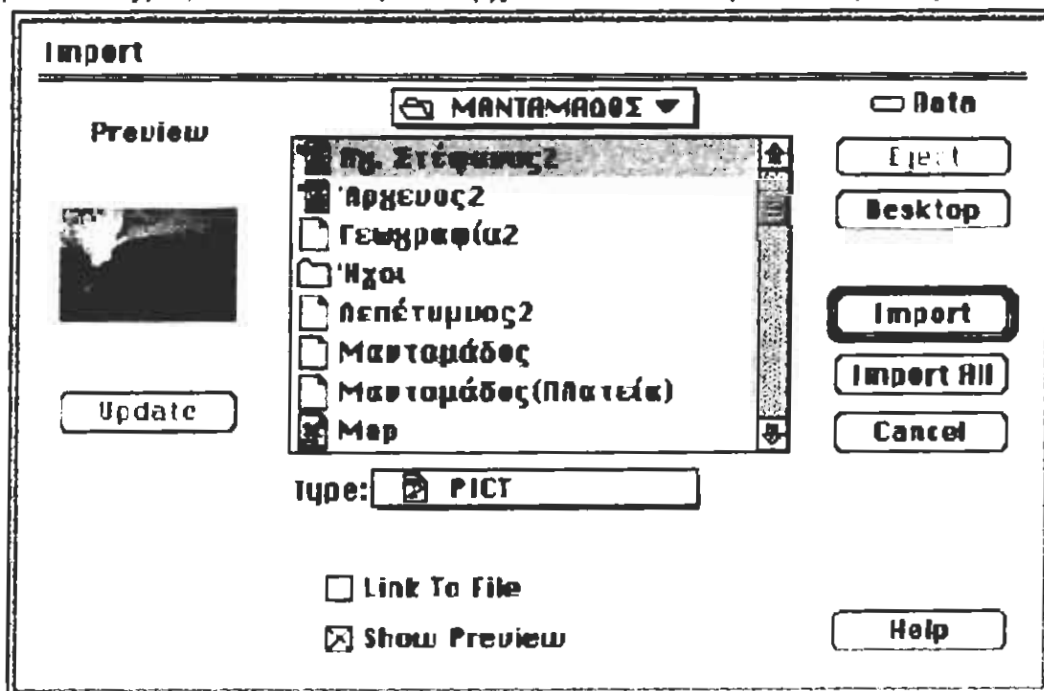 Import
Preview
ΜΑΝΤΑΜΑΔΟΣ
Data
Αγ. Στέφανος2
Άρχενος2
Γεωγραφία2
Ήχοι
Λεπέτυμνος2
Μανταμάδος
Μανταμάδος(Πλατεία)
Map
Eject
Desktop
Import
Import All
Cancel
Update
Type: PICT
Link To File
Show Preview
Help